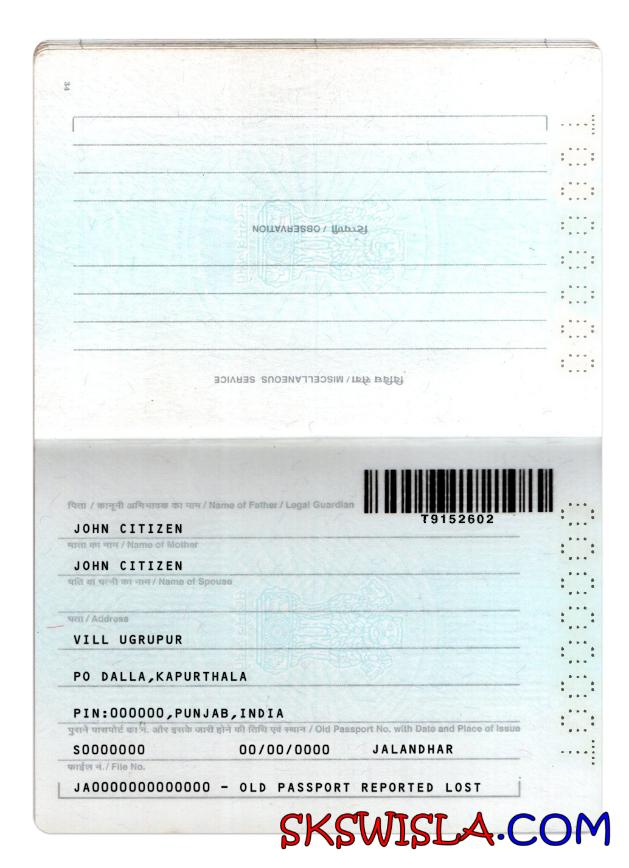 34
टिप्पणी / OBSERVATION
विविध सेवा / MISCELLANEOUS SERVICE
पिता / कानूनी अभिभावक का नाम / Name of Father / Legal Guardian
T9152602
JOHN CITIZEN
माता का नाम / Name of Mother
JOHN CITIZEN
पति या पत्नी का नाम / Name of Spouse
पता / Address
VILL UGRUPUR
PO DALLA,KAPURTHALA
PIN:000000,PUNJAB,INDIA
पुराने पासपोर्ट का नं. और इसके जारी होने की तिथि एवं स्थान / Old Passport No. with Date and Place of Issue
S0000000 00/00/0000 JALANDHAR
फाईल नं. / File No.
JA0000000000000 - OLD PASSPORT REPORTED LOST
SKSWISLA.COM